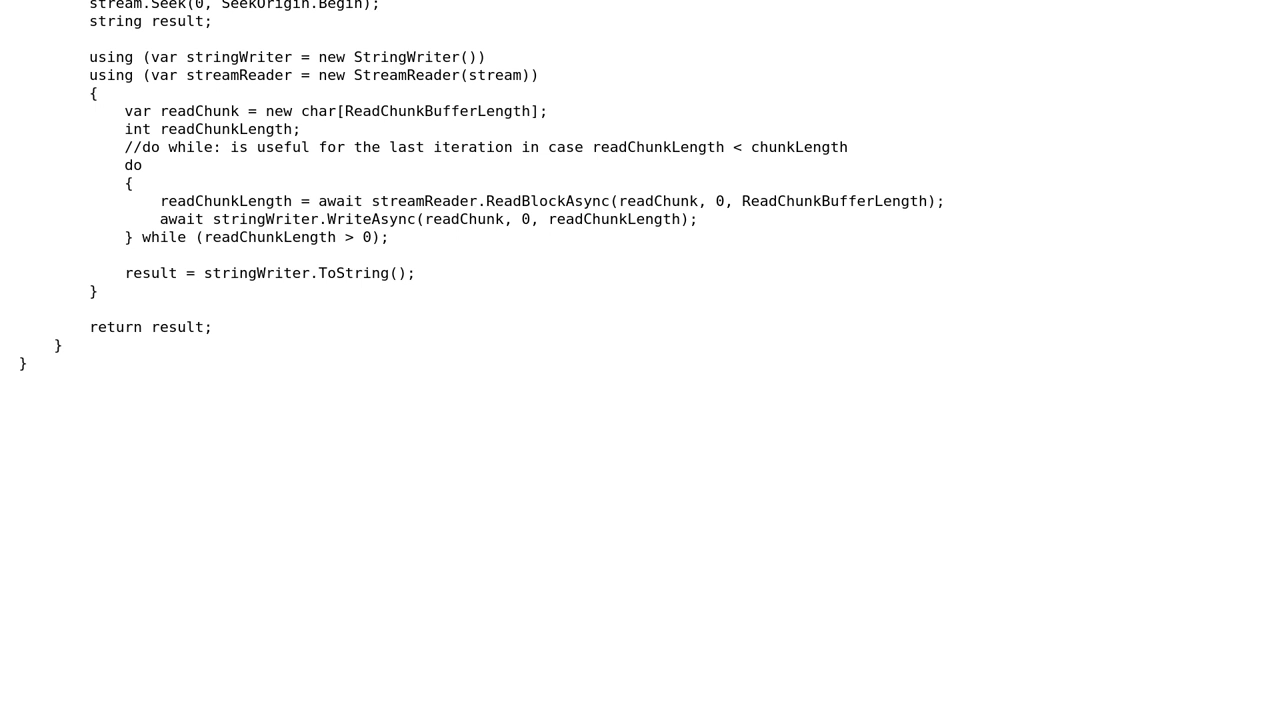 stream.Seek(0, SeekOrigin.Begin);
string result;
using (var stringWriter = new StringWriter())
using (var streamReader = new StreamReader(stream))
{
var readChunk = new char[ReadChunkBufferLength];
int readChunkLength;
//do while: is useful for the last iteration in case readChunkLength < chunkLength
do
{
readChunkLength = await streamReader.ReadBlockAsync(readChunk, 0, ReadChunkBufferLength);
await stringWriter.WriteAsync(readChunk, 0, readChunkLength);
} while (readChunkLength > 0);
result = stringWriter.ToString();
}
return result;
}
}